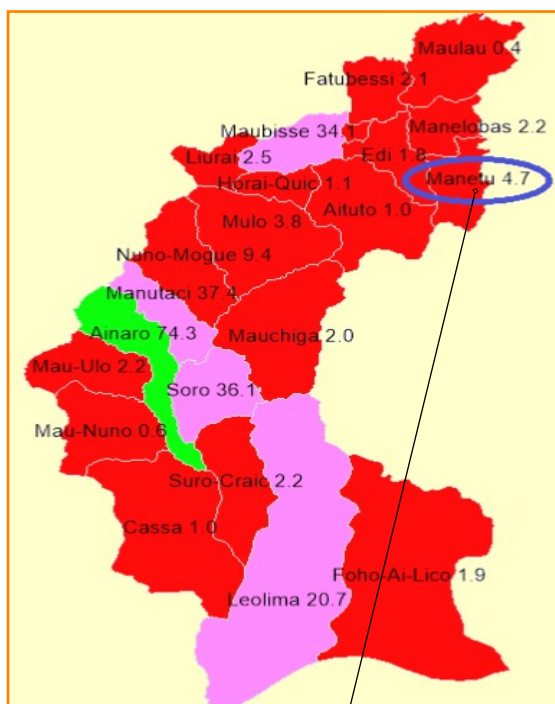 Maulau 0.4
Fatubessi 2.1
Maubisse 34.1
Manelobas 2.2
Liurai 2.5
Edi 1.8
Horai-Quic 1.1
Manetu 4.7
Mulo 3.8
Aituto 1.0
Nuno-Mogue 9.4
Manutaci 37.4
Ainaro 74.3
Mauchiga 2.0
Mau-Ulo 2.2
Soro 36.1
Mau-Nuno 0.6
Suro-Craic 2.2
Cassa 1.0
Foho-Ai-Lico 1.9
Leolima 20.7